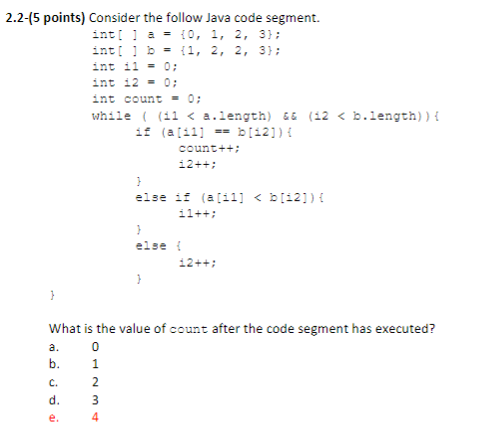 2.2-(5 points) Consider the follow Java code segment.
int[ ] a = {0, 1, 2, 3};
int[ ] b = {1, 2, 2, 3};
int i1 = 0;
int i2 = 0;
int count = 0;
while ( (i1 < a.length) && (i2 < b.length)){
if (a[i1] == b[i2]){
count++;
i2++;
}
else if (a[i1] < b[i2]){
i1++;
}
else {
i2++;
}
}
What is the value of count after the code segment has executed?
a. 0
b. 1
c. 2
d. 3
e. 4